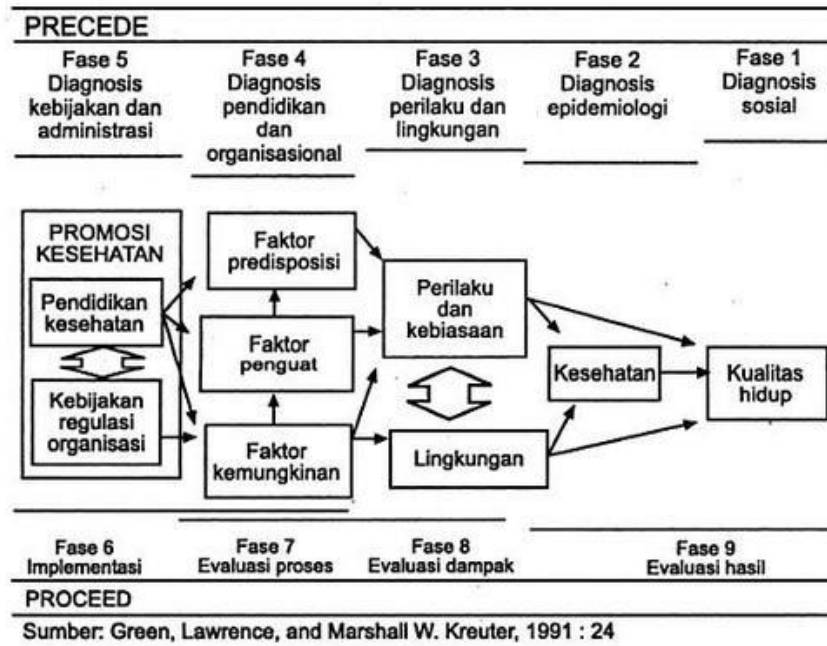 PRECEDE
Fase 5
Diagnosis
kebijakan dan
administrasi
Fase 4
Diagnosis
pendidikan
dan
organisasional
Fase 3
Diagnosis
perilaku dan
lingkungan
Fase 2
Diagnosis
epidemiologi
Fase 1
Diagnosis
sosial
PROMOSI
KESEHATAN
Pendidikan
kesehatan
Kebijakan
regulasi
organisasi
Faktor
predisposisi
Faktor
penguat
Faktor
kemungkinan
Perilaku
dan
kebiasaan
Lingkungan
Kesehatan
Kualitas
hidup
Fase 6
Implementasi
Fase 7
Evaluasi proses
Fase 8
Evaluasi dampak
Fase 9
Evaluasi hasil
PROCEED
Sumber: Green, Lawrence, and Marshall W. Kreuter, 1991 : 24